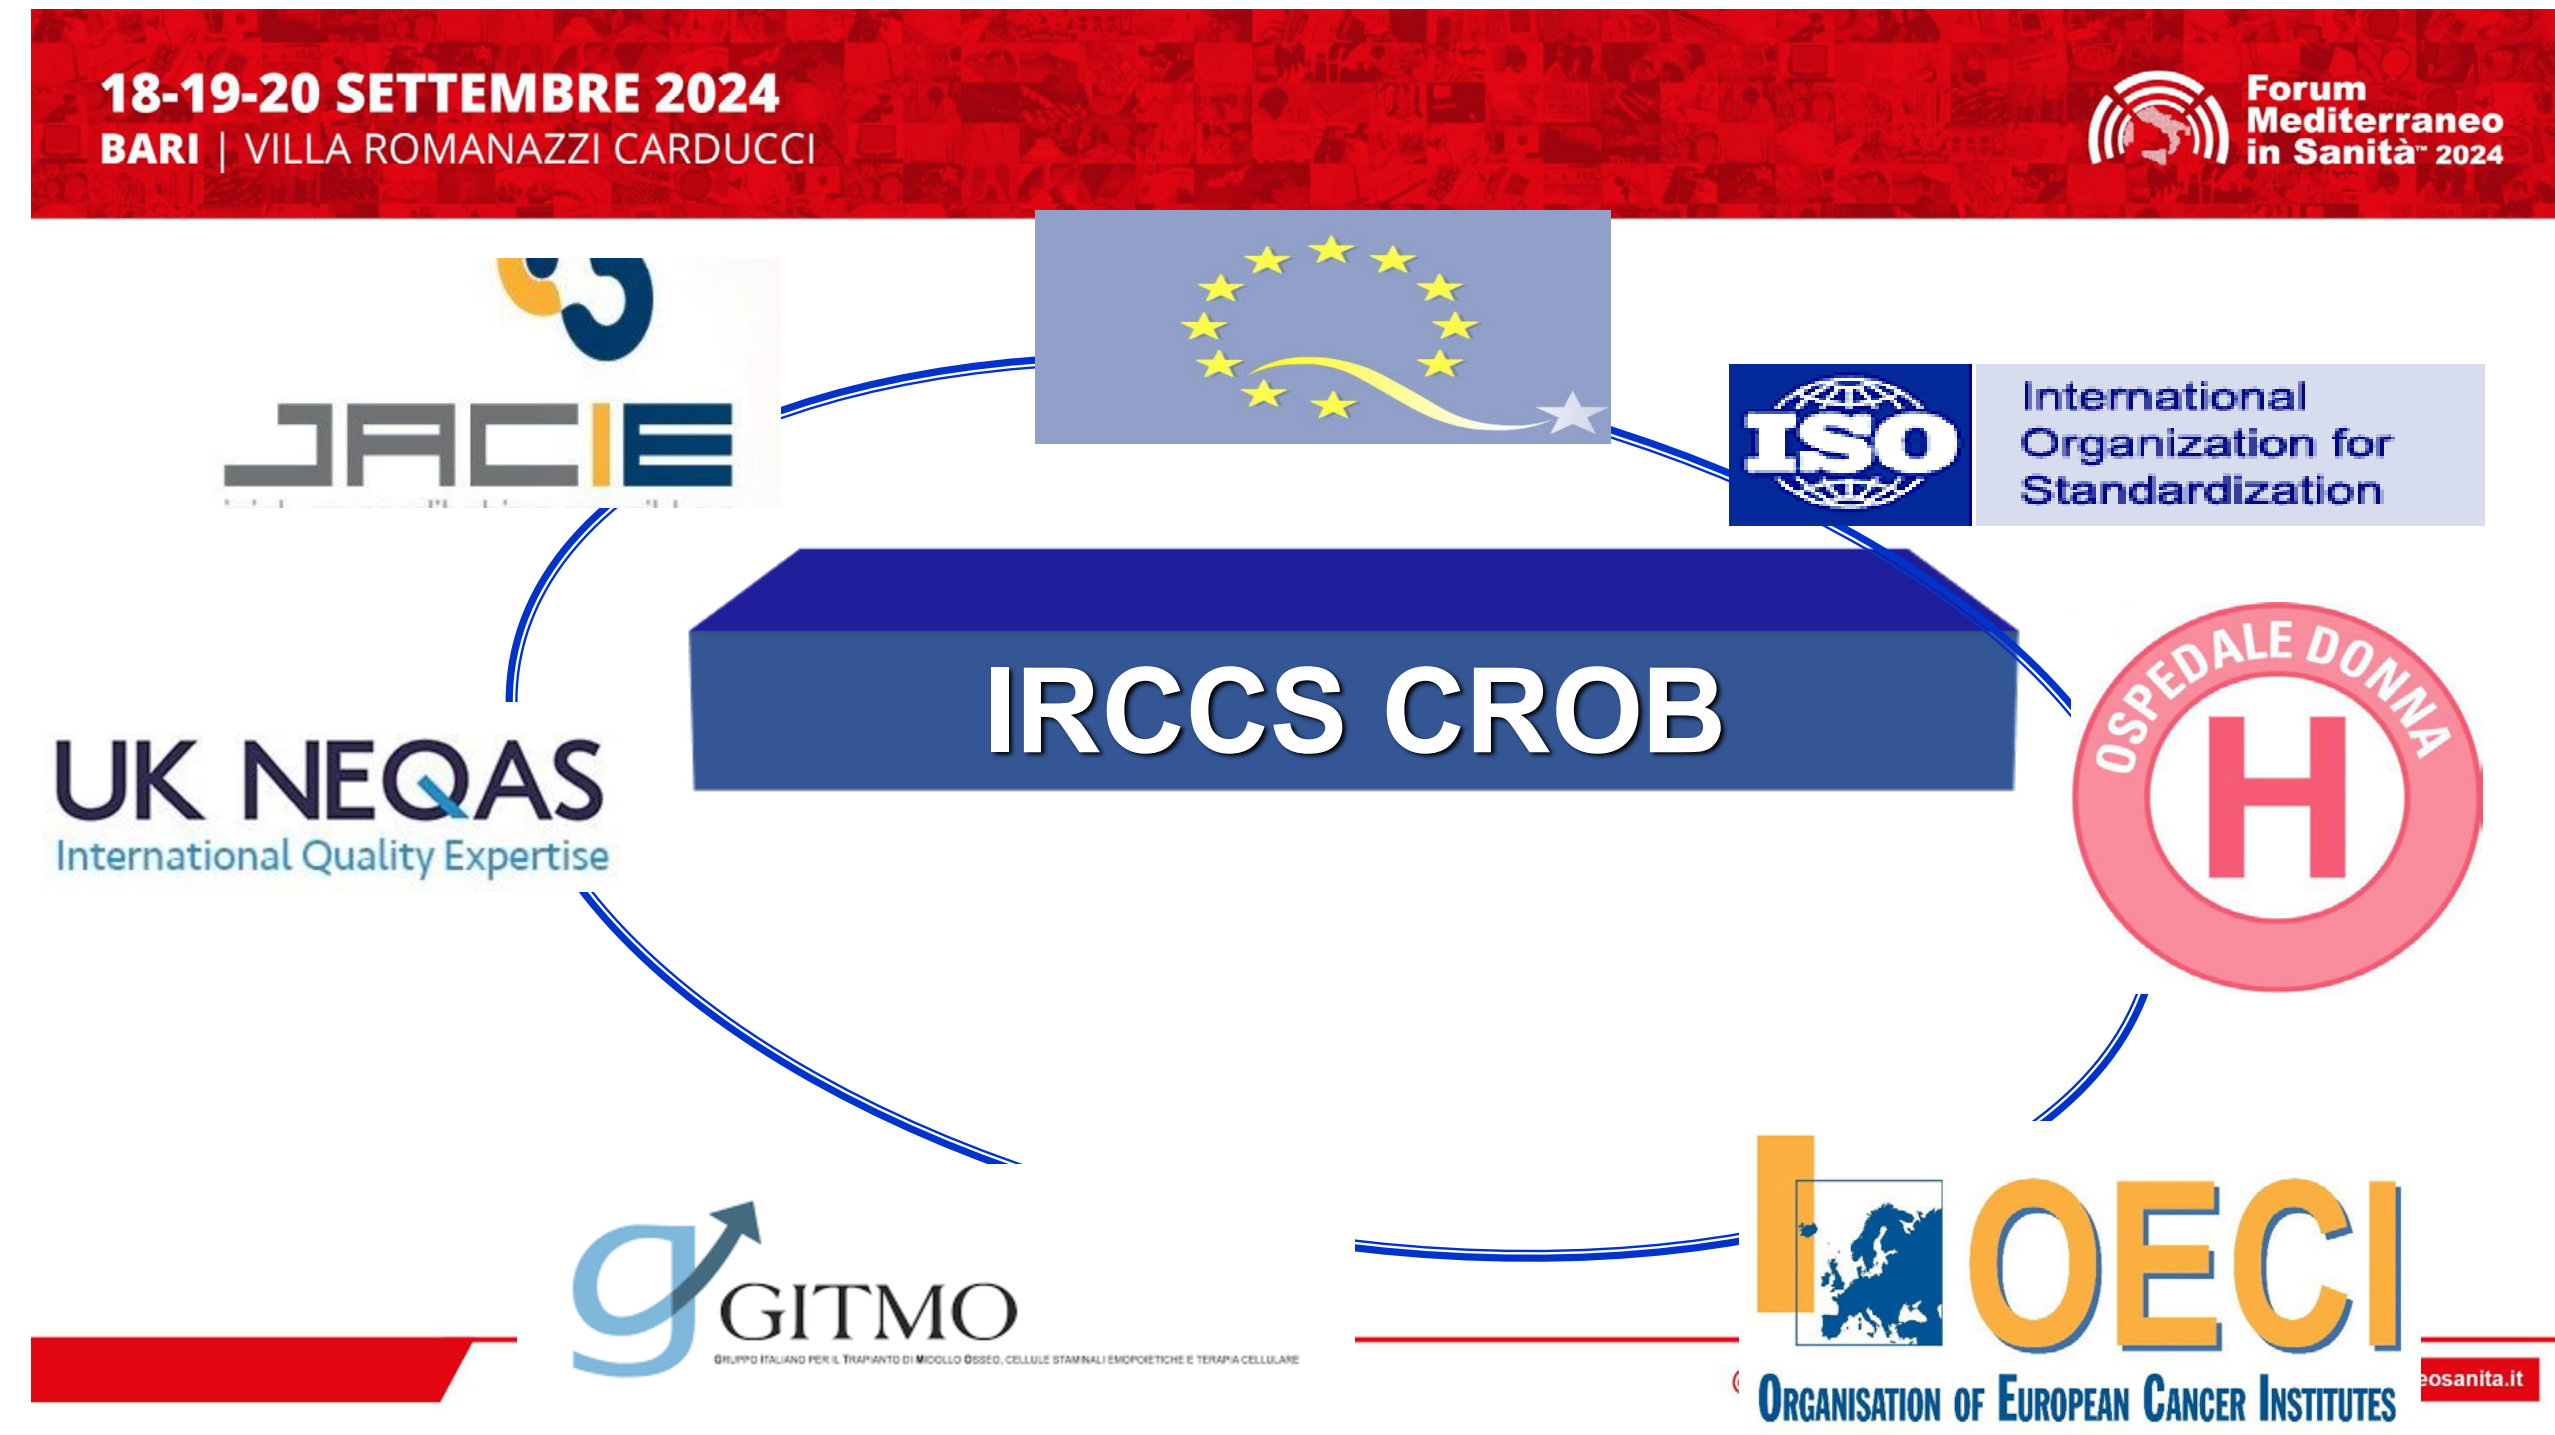 18-19-20 SETTEMBRE 2024
BARI | VILLA ROMANAZZI CARDUCCI
Forum
Mediterraneo
in Sanità™ 2024
JACIE
ISO
International
Organization for
Standardization
IRCCS CROB
OSPEDALE DONNA
H
UK NEQAS
International Quality Expertise
g
GITMO
GRUPPO ITALIANO PER IL TRAPIANTO DI MIDOLLO OSSEO, CELLULE STAMINALI EMOPOIETICHE E TERAPIA CELLULARE
OECI
ORGANISATION OF EUROPEAN CANCER INSTITUTES
eosanita.it